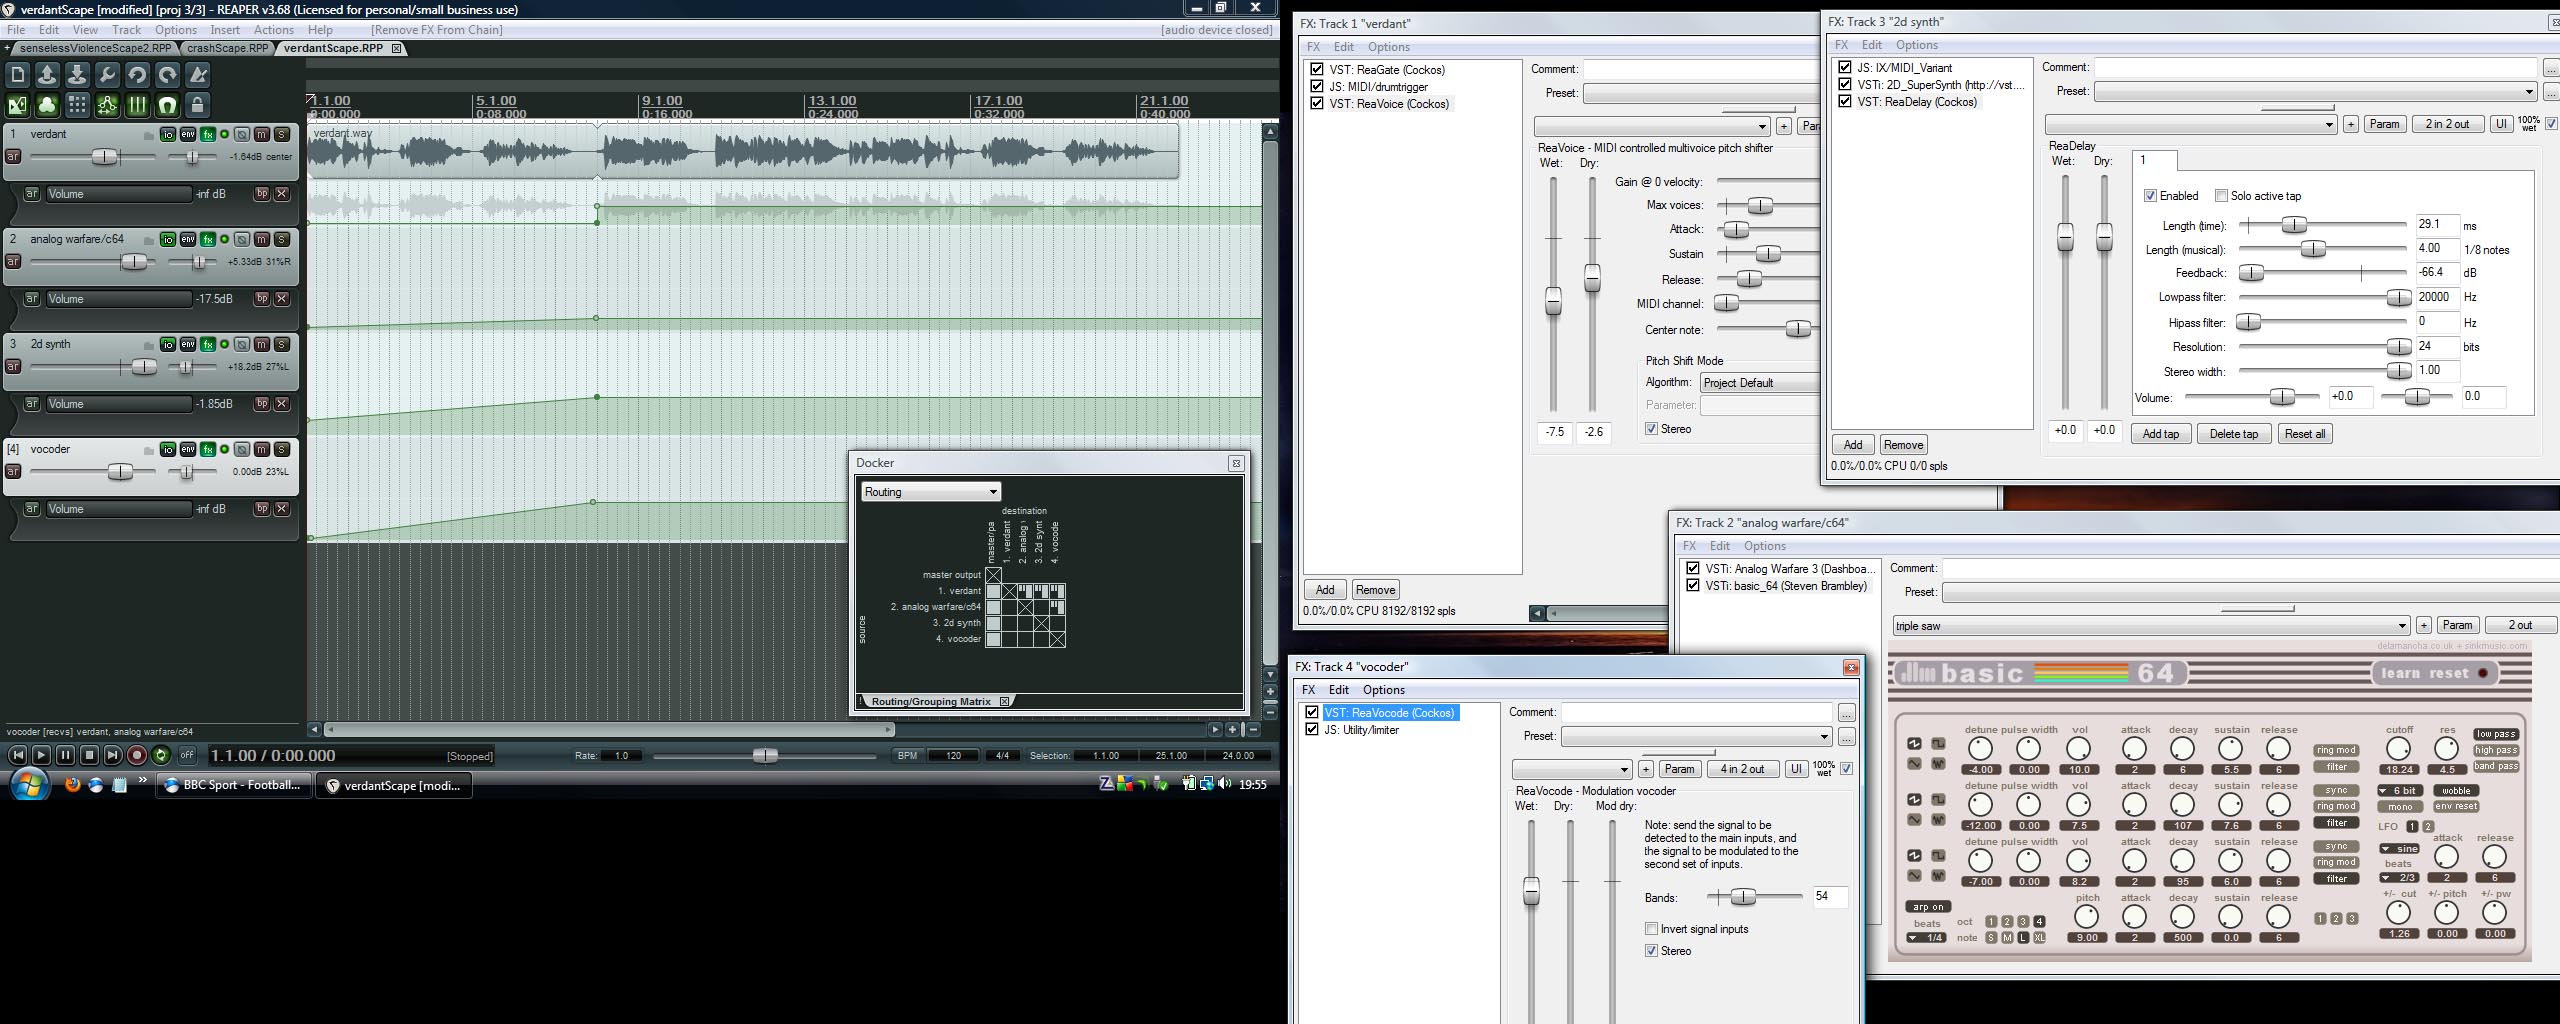 verdantScape [modified] [proj 3/3] - REAPER v3.68 (Licensed for personal/small business use)
File Edit View Track Options Insert Actions Help [Remove FX From Chain] [audio device closed]
senselessViolenceScape2.RPP crashScape.RPP verdantScape.RPP
1.1.00 5.1.00 9.1.00 13.1.00 17.1.00 21.1.00
0:00.000 0:08.000 0:16.000 0:24.000 0:32.000 0:40.000
1 verdant io env fx m s
verdant.wav
ar -1.64dB center
ar Volume -inf dB bp
2 analog warfare/c64 io env fx m s
ar +5.33dB 31%R
ar Volume -17.5dB bp
3 2d synth io env fx m s
ar +18.2dB 27%L
ar Volume -1.85dB bp
[4] vocoder io env fx m s
ar 0.00dB 23%L
ar Volume -inf dB bp
Docker
Routing
destination
master/pa
1. verdant
2. analog
3. 2d synt
4. vocode
source
master output
1. verdant
2. analog warfare/c64
3. 2d synth
4. vocoder
Routing/Grouping Matrix
vocoder [recvs] verdant, analog warfare/c64
OFF 1.1.00 / 0:00.000 [Stopped] Rate: 1.0 BPM 120 4/4 Selection: 1.1.00 25.1.00 24.0.00
BBC Sport - Football... verdantScape [modi... 19:55
FX: Track 1 "verdant"
FX Edit Options
VST: ReaGate (Cockos)
JS: MIDI/drumtrigger
VST: ReaVoice (Cockos)
Add Remove
0.0%/0.0% CPU 8192/8192 spls
Comment:
Preset:
+ Para
ReaVoice - MIDI controlled multivoice pitch shifter
Wet: Dry:
Gain @ 0 velocity:
Max voices:
Attack:
Sustain
Release:
MIDI channel:
Center note:
Pitch Shift Mode
Algorithm: Project Default
Parameter:
Stereo
-7.5 -2.6
FX: Track 3 "2d synth"
FX Edit Options
JS: IX/MIDI_Variant
VSTi: 2D_SuperSynth (http://vst....
VST: ReaDelay (Cockos)
Add Remove
0.0%/0.0% CPU 0/0 spls
Comment: ...
Preset: ...
+ Param 2 in 2 out UI 100% wet
ReaDelay
Wet: Dry:
1
Enabled Solo active tap
Length (time): 29.1 ms
Length (musical): 4.00 1/8 notes
Feedback: -66.4 dB
Lowpass filter: 20000 Hz
Hipass filter: 0 Hz
Resolution: 24 bits
Stereo width: 1.00
Volume: +0.0 0.0
+0.0 +0.0 Add tap Delete tap Reset all
FX: Track 2 "analog warfare/c64"
FX Edit Options
VSTi: Analog Warfare 3 (Dashboa...
VSTi: basic_64 (Steven Brambley)
Comment:
Preset:
triple saw + Param 2 out
delamancha.co.uk + sinkmusic.com
basic 64 learn reset
detune pulse width vol attack decay sustain release cutoff res low pass
ring mod high pass
filter band pass
-4.00 0.00 10.0 2 6 5.5 6 18.24 4.5
detune pulse width vol attack decay sustain release sync 6 bit wobble
ring mod mono env reset
-12.00 0.00 7.5 2 107 7.6 6 filter LFO 1 2
detune pulse width vol attack decay sustain release sync sine attack release
ring mod beats
-7.00 0.00 8.2 2 95 6.0 6 filter 2/3 2 6
pitch attack decay sustain release +/- cut +/- pitch +/- pw
arp on
beats oct 1 2 3 4 1 2 3
1/4 note S M L XL 9.00 2 500 0.0 6 1.26 0.00 0.00
FX: Track 4 "vocoder"
FX Edit Options
VST: ReaVocode (Cockos)
JS: Utility/limiter
Comment: ...
Preset: ...
+ Param 4 in 2 out UI 100% wet
ReaVocode - Modulation vocoder
Wet: Dry: Mod dry:
Note: send the signal to be
detected to the main inputs, and
the signal to be modulated to the
second set of inputs.
Bands: 54
Invert signal inputs
Stereo